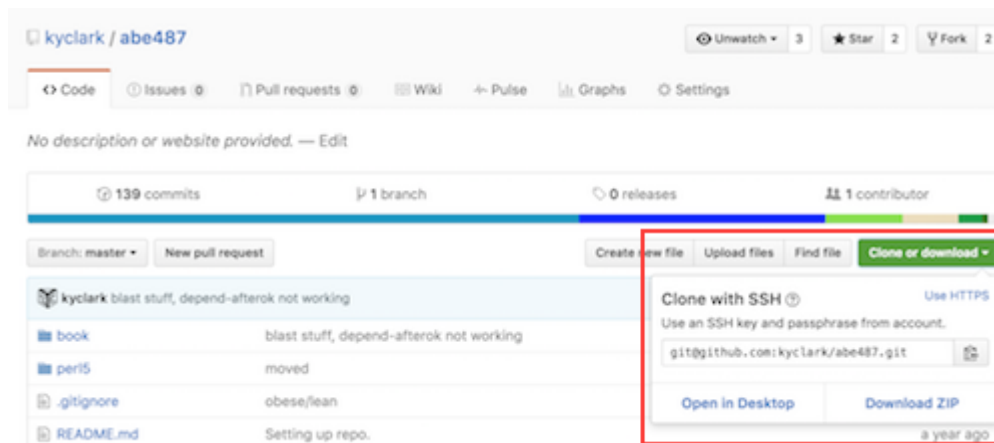 kyclark / abe487
Unwatch 3 Star 2 Fork 2
Code Issues 0 Pull requests 0 Wiki Pulse Graphs Settings
No description or website provided. — Edit
139 commits 1 branch 0 releases 1 contributor
Branch: master New pull request Create new file Upload files Find file Clone or download
kyclark blast stuff, depend-afterok not working
Clone with SSH Use HTTPS
Use an SSH key and passphrase from account.
book blast stuff, depend-afterok not working
git@github.com:kyclark/abe487.git
perl5 moved
.gitignore obese/lean
Open in Desktop Download ZIP
README.md Setting up repo. a year ago